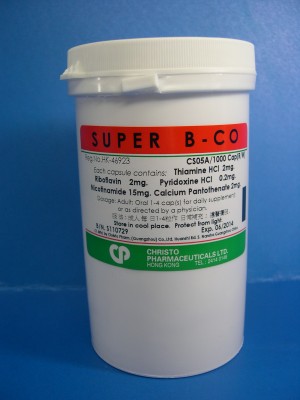 SUPER B-CO
Reg.No.HK-46923 CS05A/1000 Cap(R W)
Each capsule contains: Thiamine HCl 2mg.
Riboflavin 2mg. Pyridoxine HCl 0.2mg.
Nicotinamide 15mg. Calcium Pantothenate 2mg.
Dosage: Adult: Oral 1-4 cap(s) for daily supplement
or as directed by a physician.
Store in cool place. Protect from light.
B/N. S110729 Exp. 06/2014
CP
CHRISTO
PHARMACEUTICALS LTD.
HONG KONG